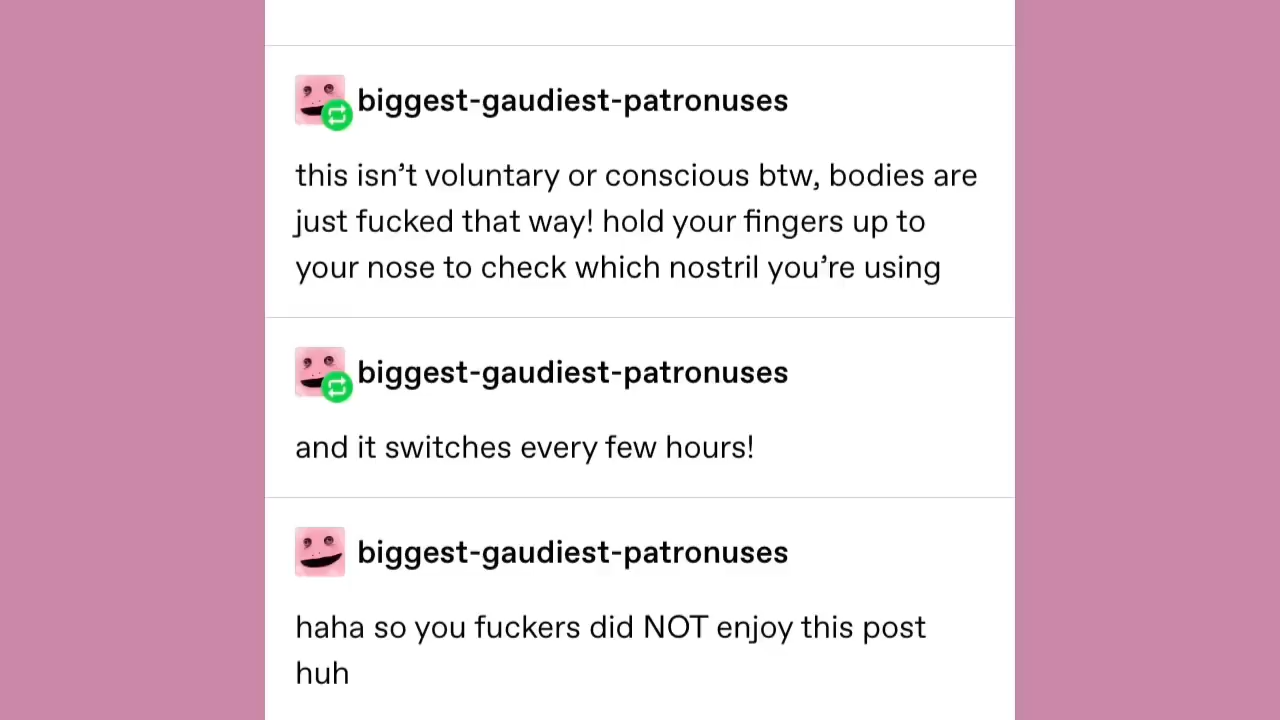 biggest-gaudiest-patronuses
this isn’t voluntary or conscious btw, bodies are
just fucked that way! hold your fingers up to
your nose to check which nostril you’re using
biggest-gaudiest-patronuses
and it switches every few hours!
biggest-gaudiest-patronuses
haha so you fuckers did NOT enjoy this post
huh